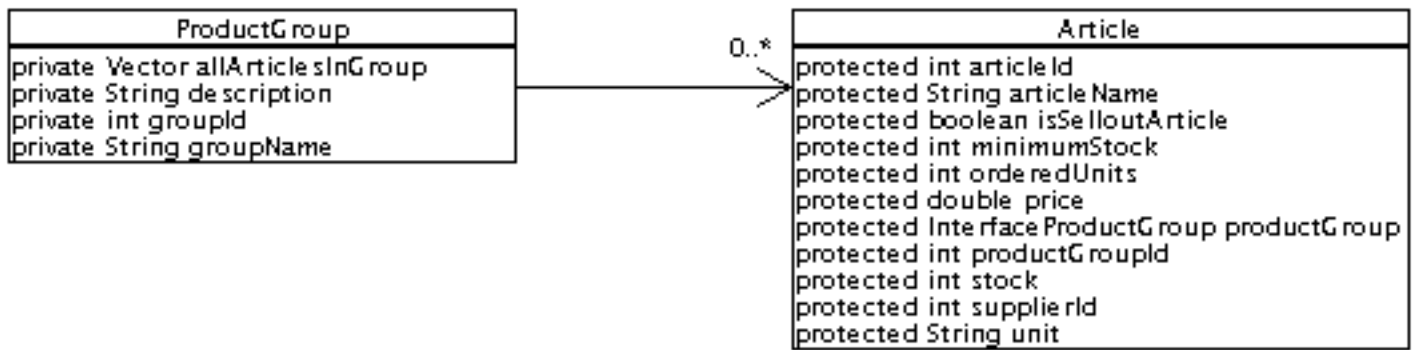 ProductGroup
private Vector allArticlesInGroup
private String description
private int groupId
private String groupName
0..*
Article
protected int articleId
protected String articleName
protected boolean isSelloutArticle
protected int minimumStock
protected int orderedUnits
protected double price
protected InterfaceProductGroup productGroup
protected int productGroupId
protected int stock
protected int supplierId
protected String unit